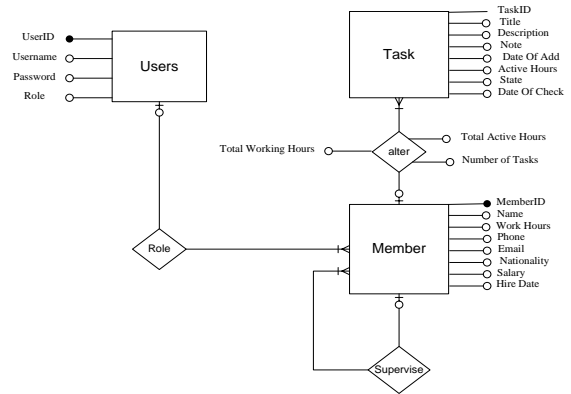 UserID
Username
Password
Role
Users
TaskID
Title
Description
Note
Date Of Add
Active Hours
State
Date Of Check
Task
Total Working Hours
alter
Total Active Hours
Number of Tasks
Role
Member
MemberID
Name
Work Hours
Phone
Email
Nationality
Salary
Hire Date
Supervise